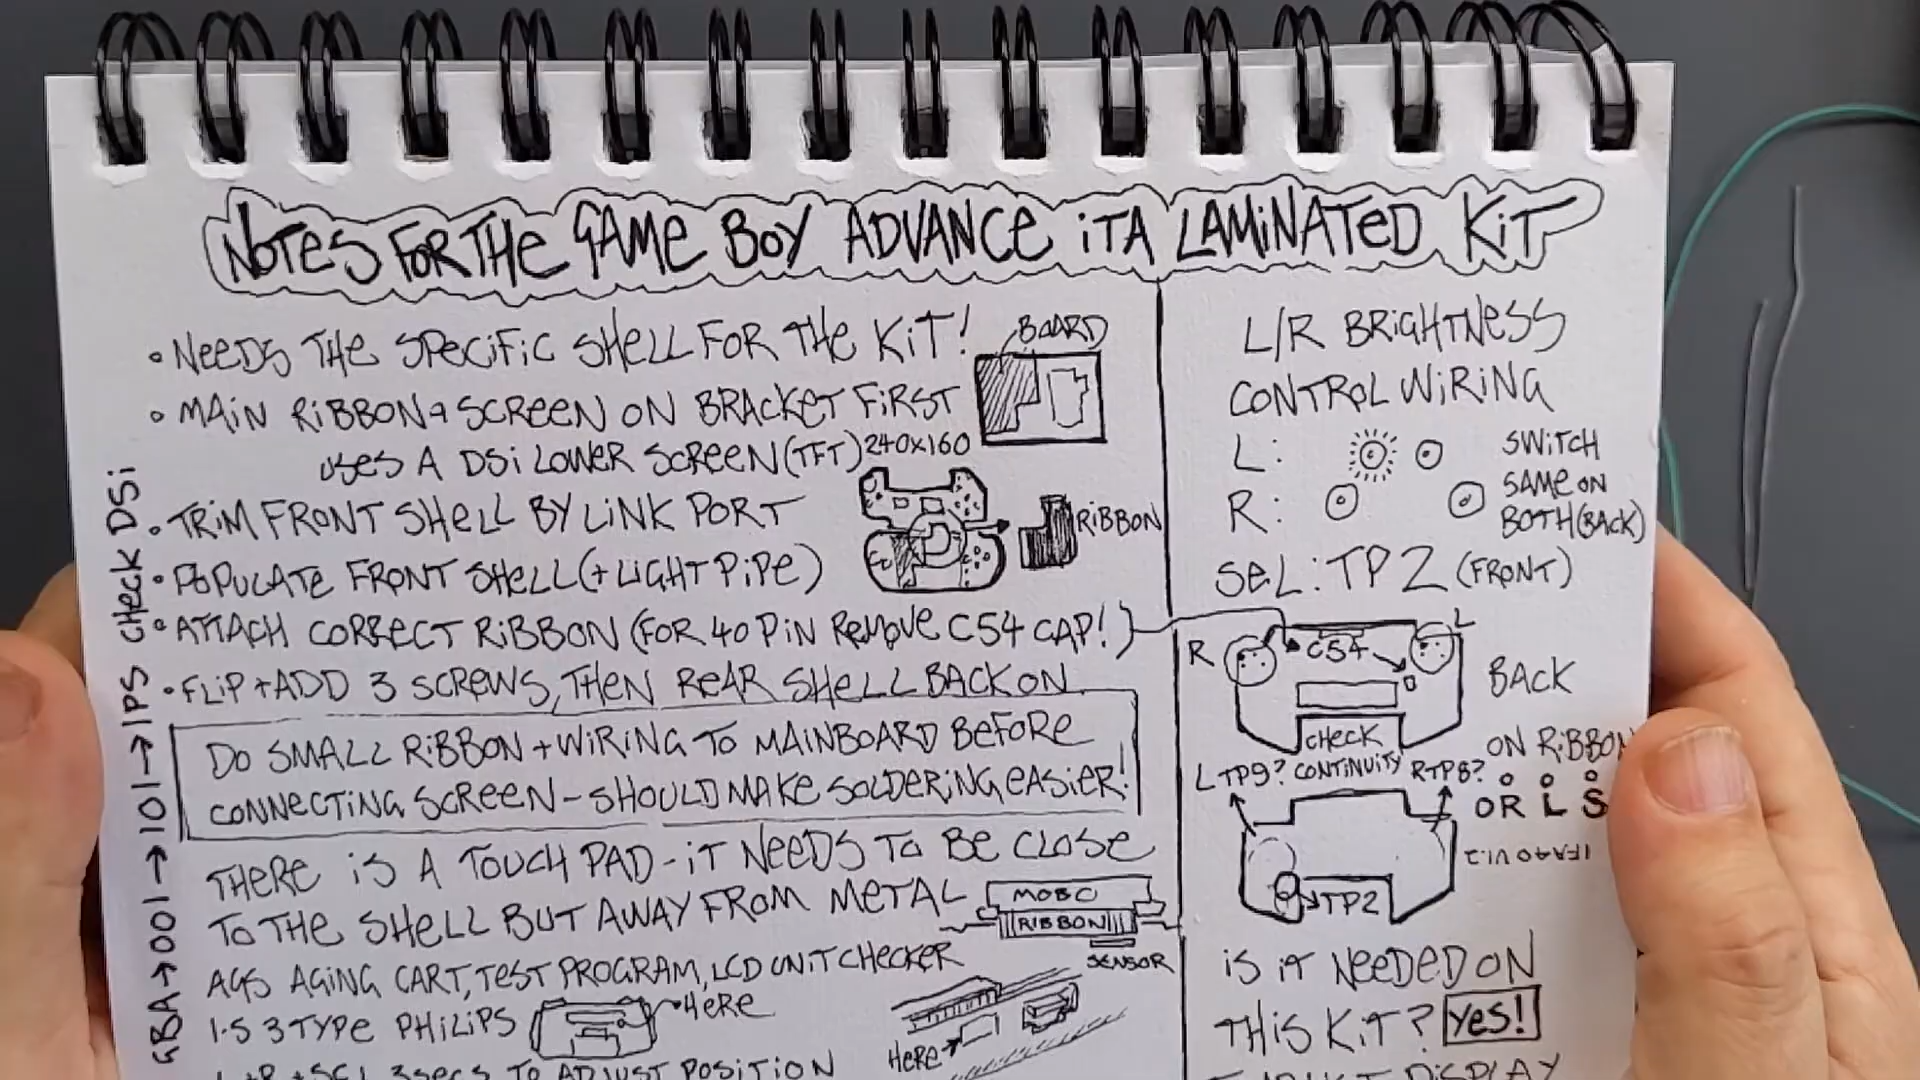 NOTES FOR THE GAME BOY ADVANCE iTA LAMiNATED KiT
• NEEDS THE SPECiFiC SHELL FOR THE KiT!
BOARD
• MAiN RiBBON + SCREEN ON BRACKET FiRST
USES A DSi LOWER SCREEN (TFT) 240x160
• TRiM FRONT SHELL BY LiNK PORT
RiBBON
• POPULATE FRONT SHELL (+ LiGHT PiPE)
• ATTACH CORRECT RiBBON (FOR 40 PiN REMOVE C54 CAP!)
• FLiP + ADD 3 SCREWS, THEN REAR SHELL BACK ON
DO SMALL RiBBON + WiRiNG TO MAiNBOARD BEFORE
CONNECTiNG SCREEN - SHOULD MAKE SOLDERiNG EASiER!
THERE iS A TOUCH PAD - iT NEEDS TO BE CLOSE
TO THE SHELL BUT AWAY FROM METAL
MOBO
RiBBON
SENSOR
AGS AGiNG CART, TEST PROGRAM, LCD UNiT CHECKER
1·5 3 TYPE PHiLiPS
HERE
HERE
L+R+SEL 3 SECS TO ADJUST POSiTiON
GBA → 001 → 101 → IPS CHECK DSi
L/R BRiGHTNESS
CONTROL WiRiNG
L:
R:
SWiTCH
SAME ON
BOTH (BACK)
SEL: TP2 (FRONT)
R
C54
L
BACK
CHECK
CONTiNUiTY
L-TP9?
R-TP8?
ON RiBBON
OR L S
TP2
iS iT NEEDED ON
THiS KiT? YES!
DiSPLAY